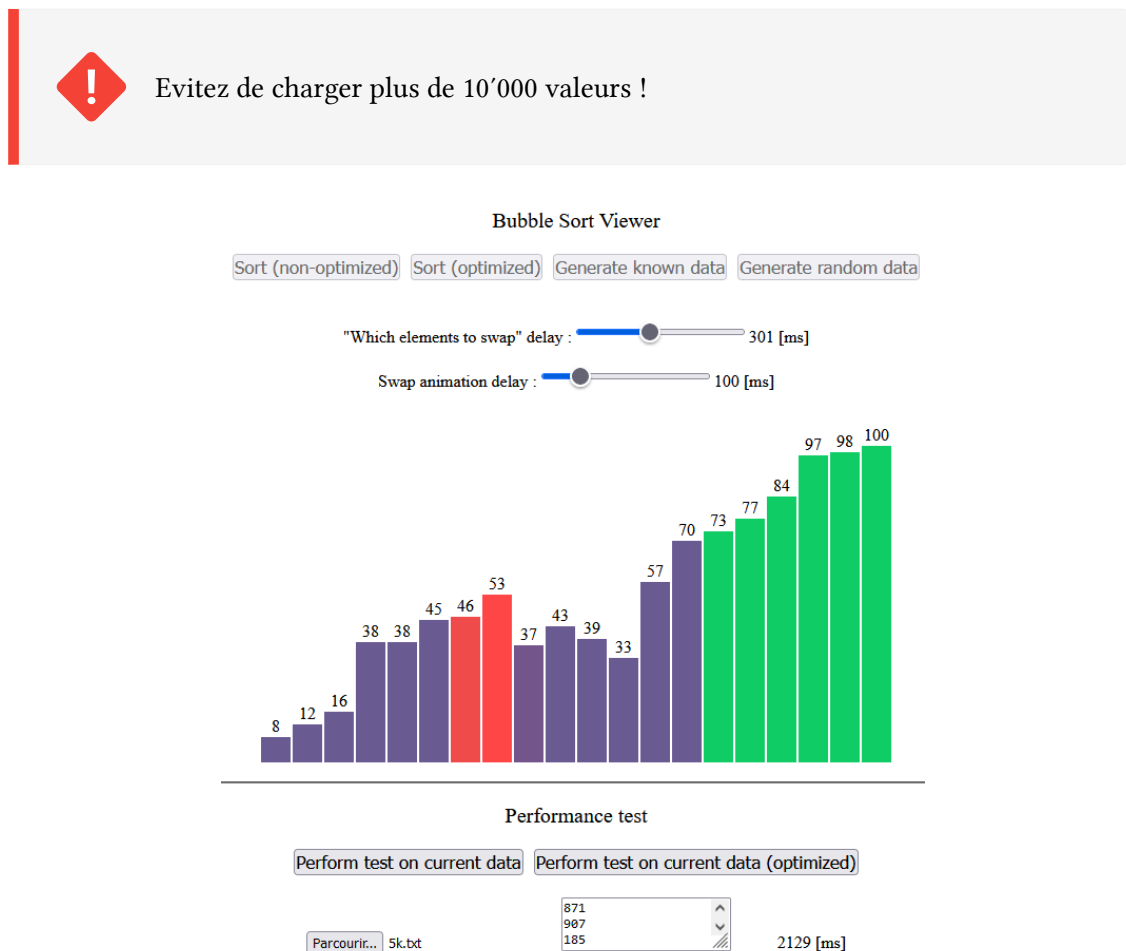 !
Evitez de charger plus de 10′000 valeurs !
Bubble Sort Viewer
Sort (non-optimized) Sort (optimized) Generate known data Generate random data
"Which elements to swap" delay : 301 [ms]
Swap animation delay : 100 [ms]
8 12 16 38 38 45 46 53 37 43 39 33 57 70 73 77 84 97 98 100
Performance test
Perform test on current data Perform test on current data (optimized)
871
907
185
Parcourir... 5k.txt 2129 [ms]